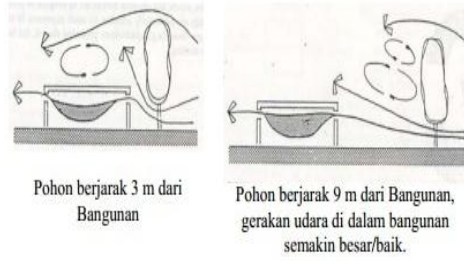 Pohon berjarak 3 m dari
Bangunan
Pohon berjarak 9 m dari Bangunan,
gerakan udara di dalam bangunan
semakin besar/baik.